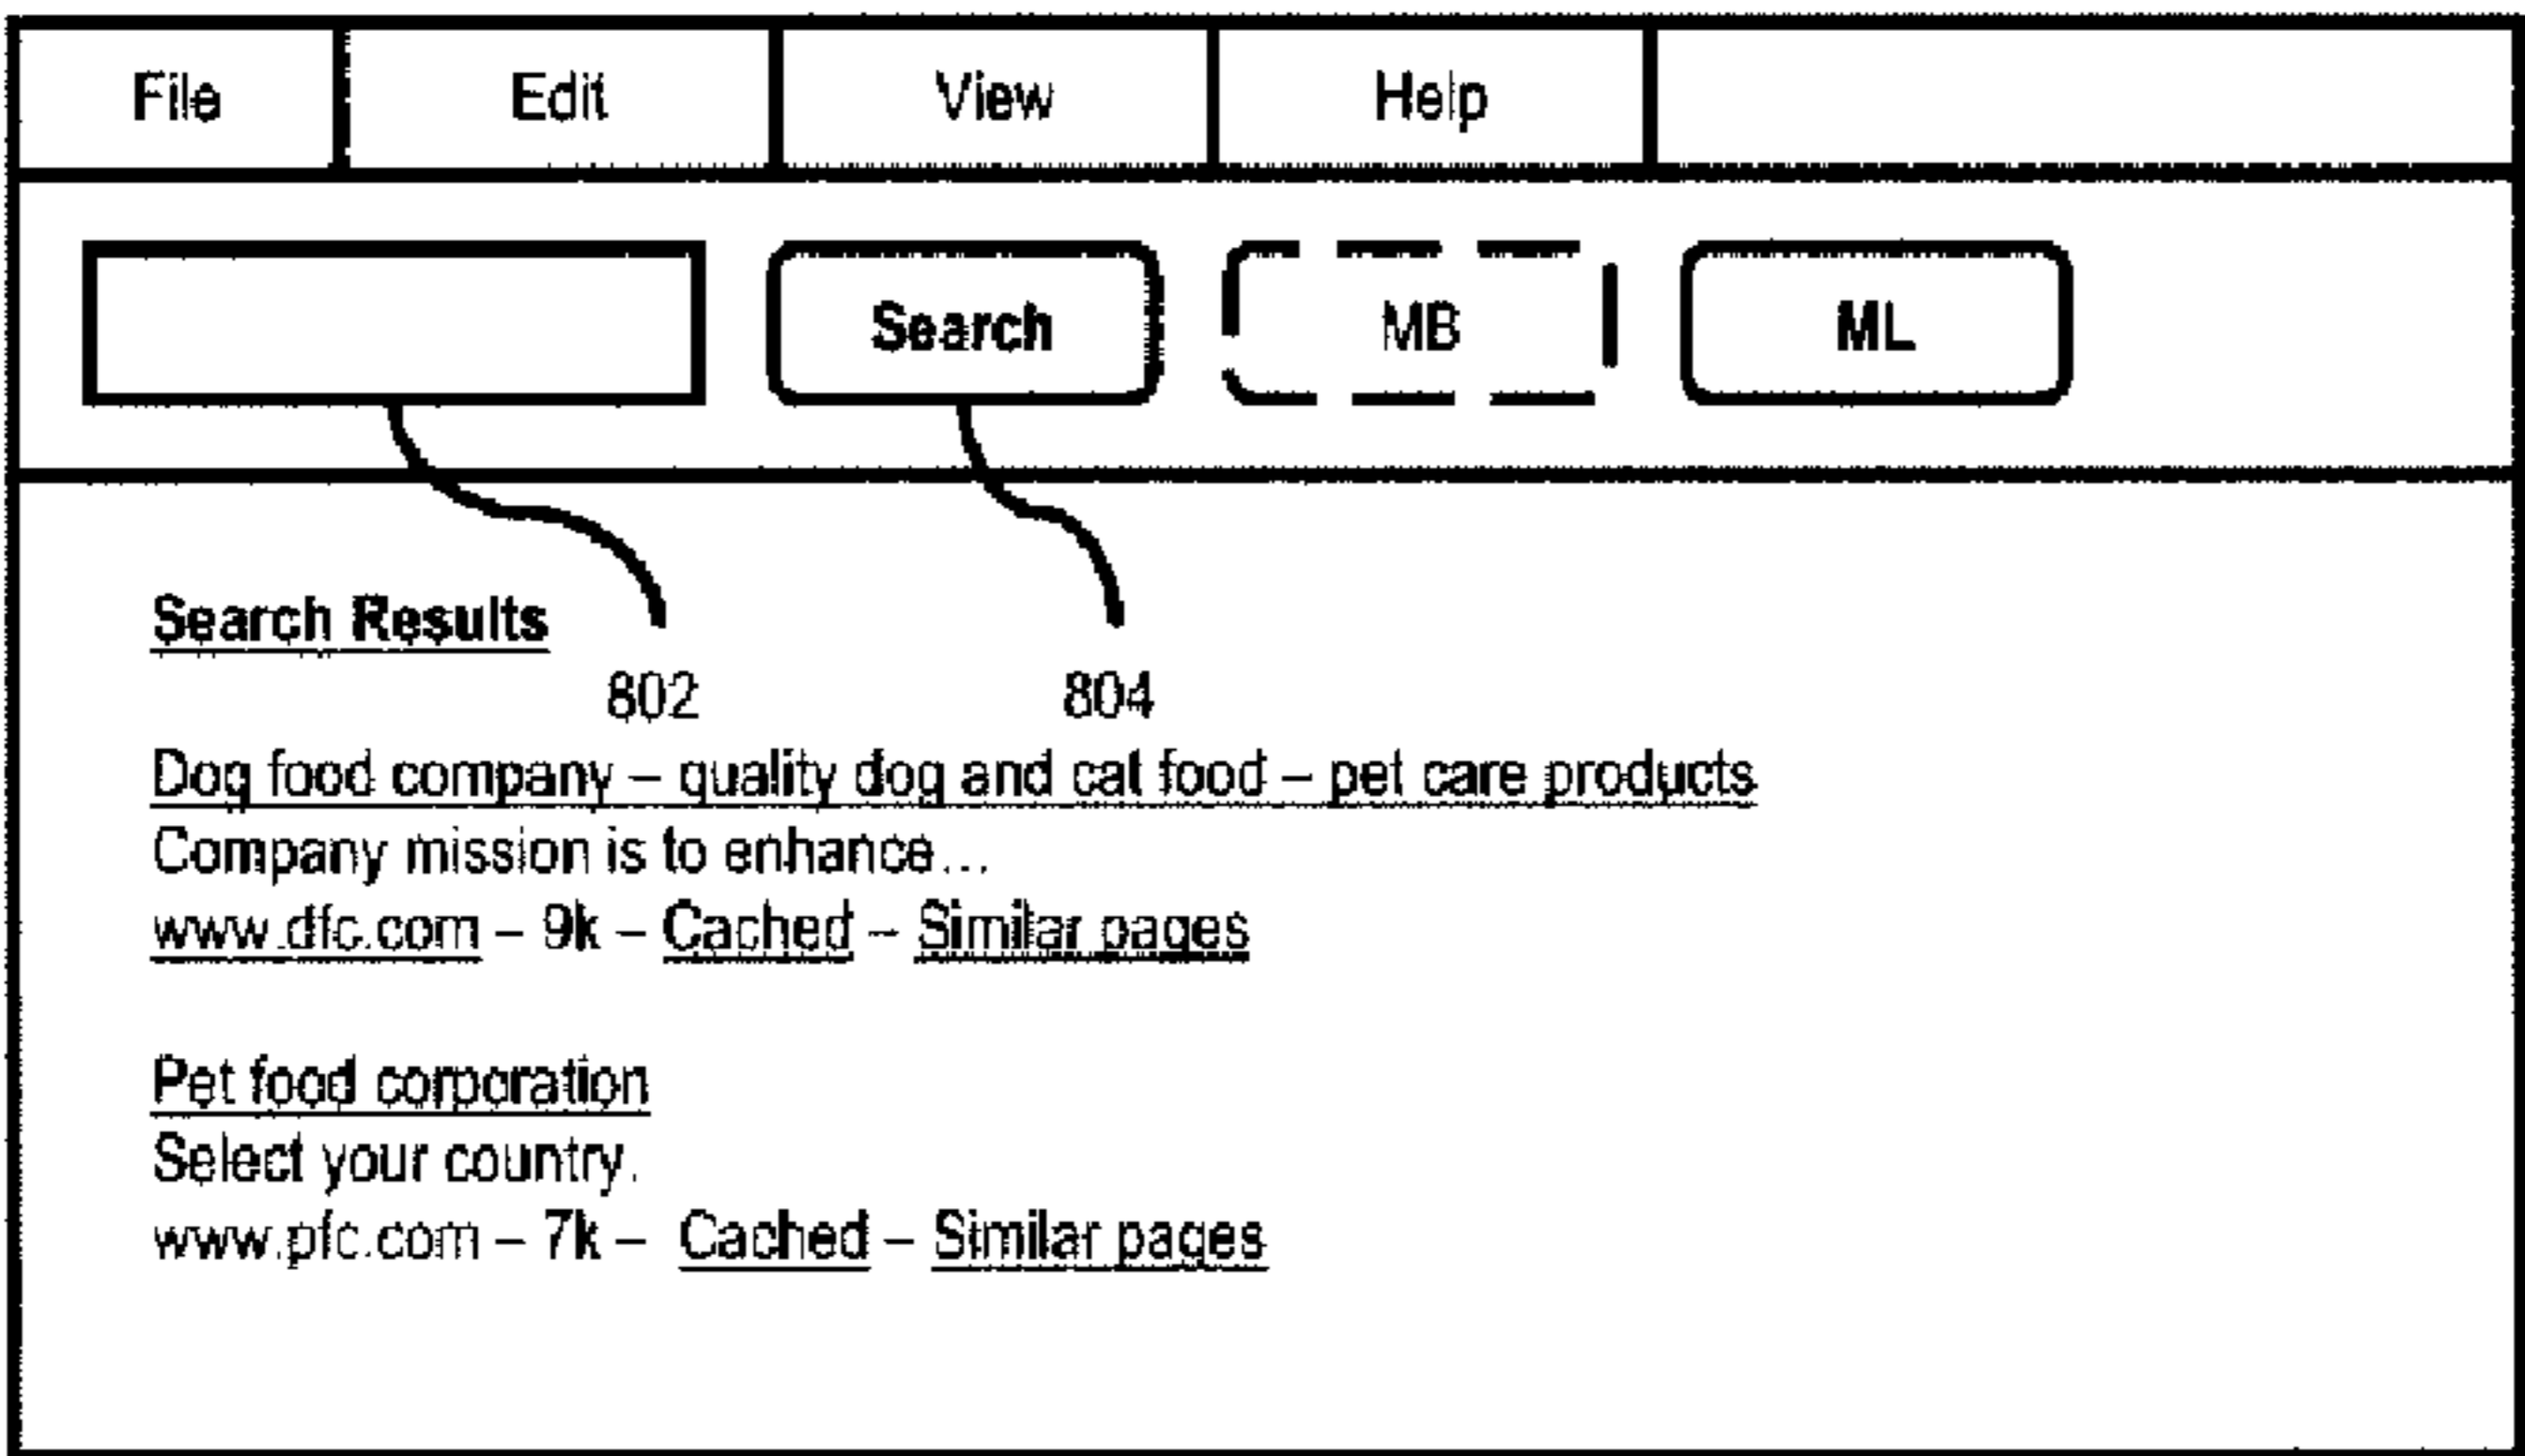 File Edit View Help
Search MB ML
Search Results
802 804
Dog food company – quality dog and cat food – pet care products
Company mission is to enhance...
www.dfc.com – 9k – Cached – Similar pages
Pet food corporation
Select your country.
www.pfc.com – 7k – Cached – Similar pages